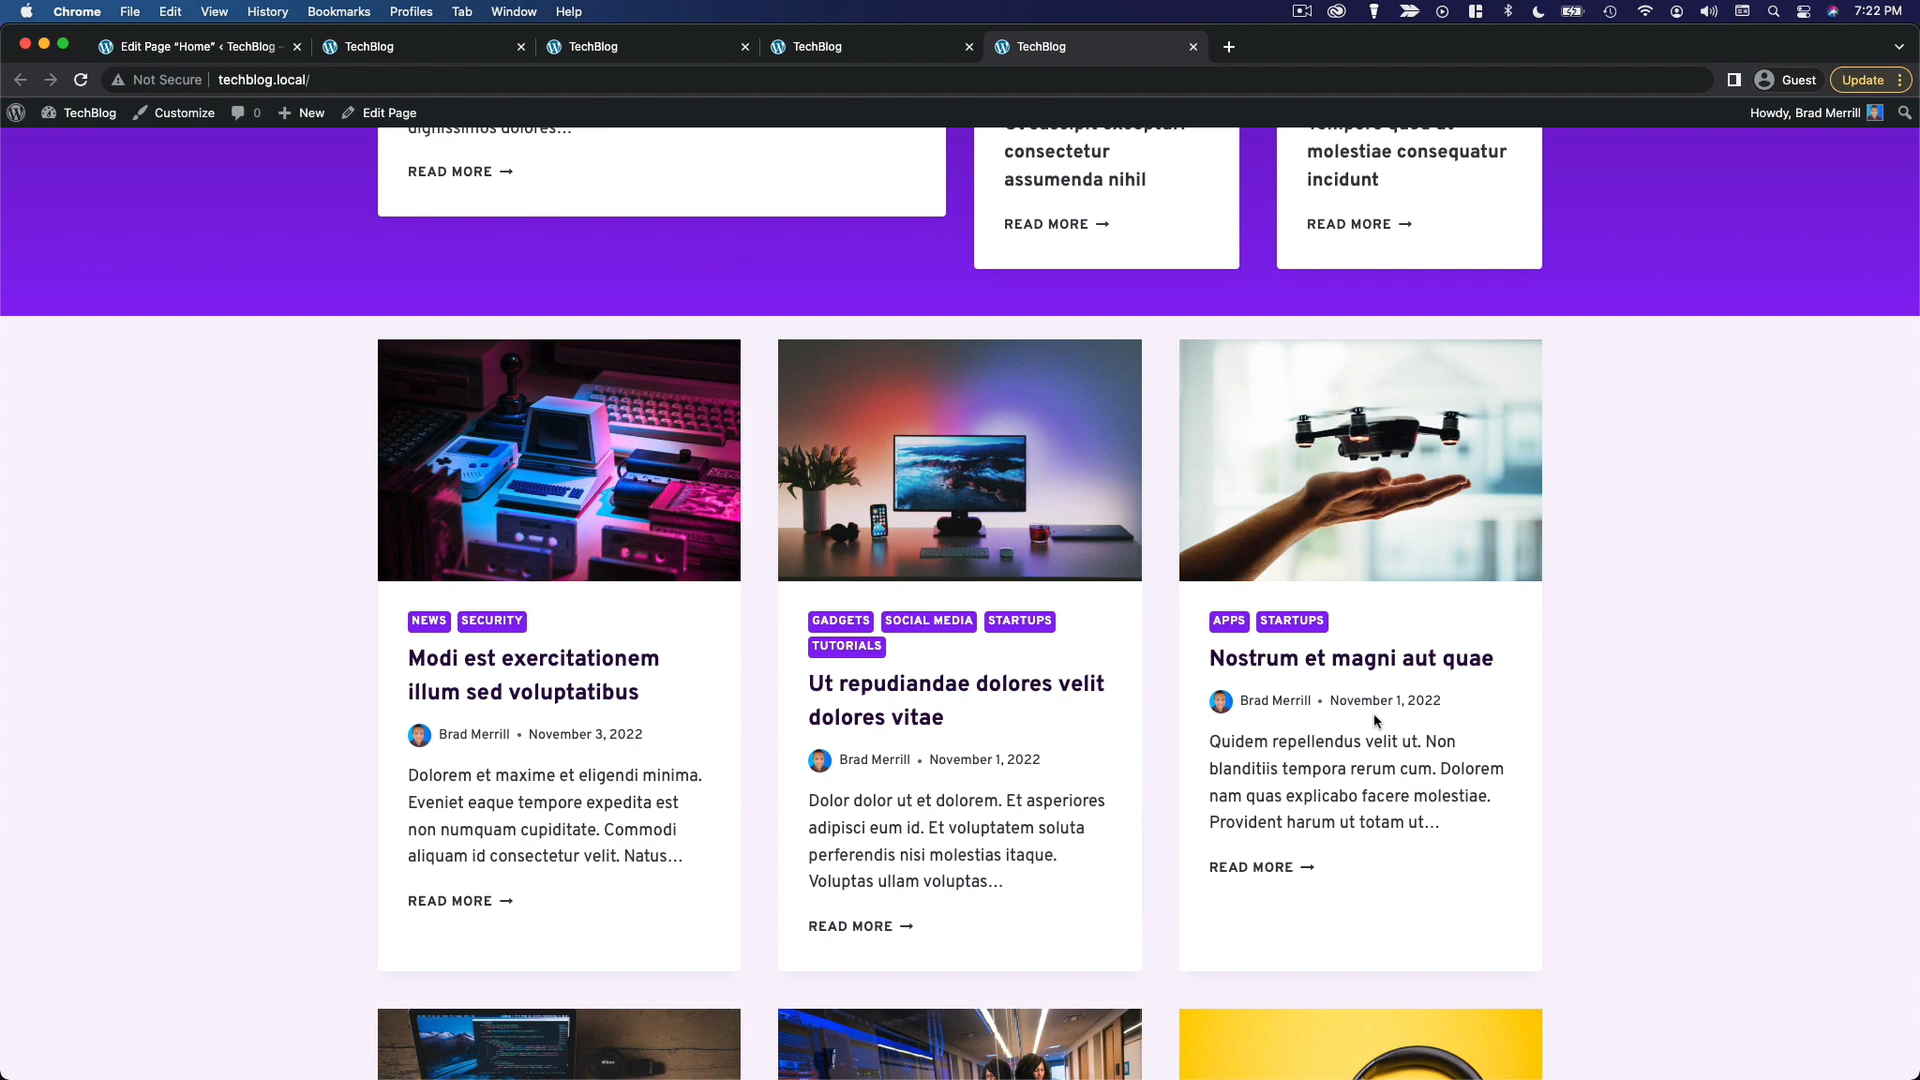 Chrome File Edit View History Bookmarks Profiles Tab Window Help 7:22 PM
Edit Page “Home” ‹ TechBlog – TechBlog TechBlog TechBlog TechBlog
Not Secure techblog.local/ Guest Update
TechBlog Customize 0 New Edit Page Howdy, Brad Merrill
dignissimos dolores…
READ MORE →
consectetur
assumenda nihil
READ MORE →
molestiae consequatur
incidunt
READ MORE →
NEWS SECURITY
Modi est exercitationem
illum sed voluptatibus
Brad Merrill • November 3, 2022
Dolorem et maxime et eligendi minima.
Eveniet eaque tempore expedita est
non numquam cupiditate. Commodi
aliquam id consectetur velit. Natus…
READ MORE →
GADGETS SOCIAL MEDIA STARTUPS
TUTORIALS
Ut repudiandae dolores velit
dolores vitae
Brad Merrill • November 1, 2022
Dolor dolor ut et dolorem. Et asperiores
adipisci eum id. Et voluptatem soluta
perferendis nisi molestias itaque.
Voluptas ullam voluptas…
READ MORE →
APPS STARTUPS
Nostrum et magni aut quae
Brad Merrill • November 1, 2022
Quidem repellendus velit ut. Non
blanditiis tempora rerum cum. Dolorem
nam quas explicabo facere molestiae.
Provident harum ut totam ut…
READ MORE →